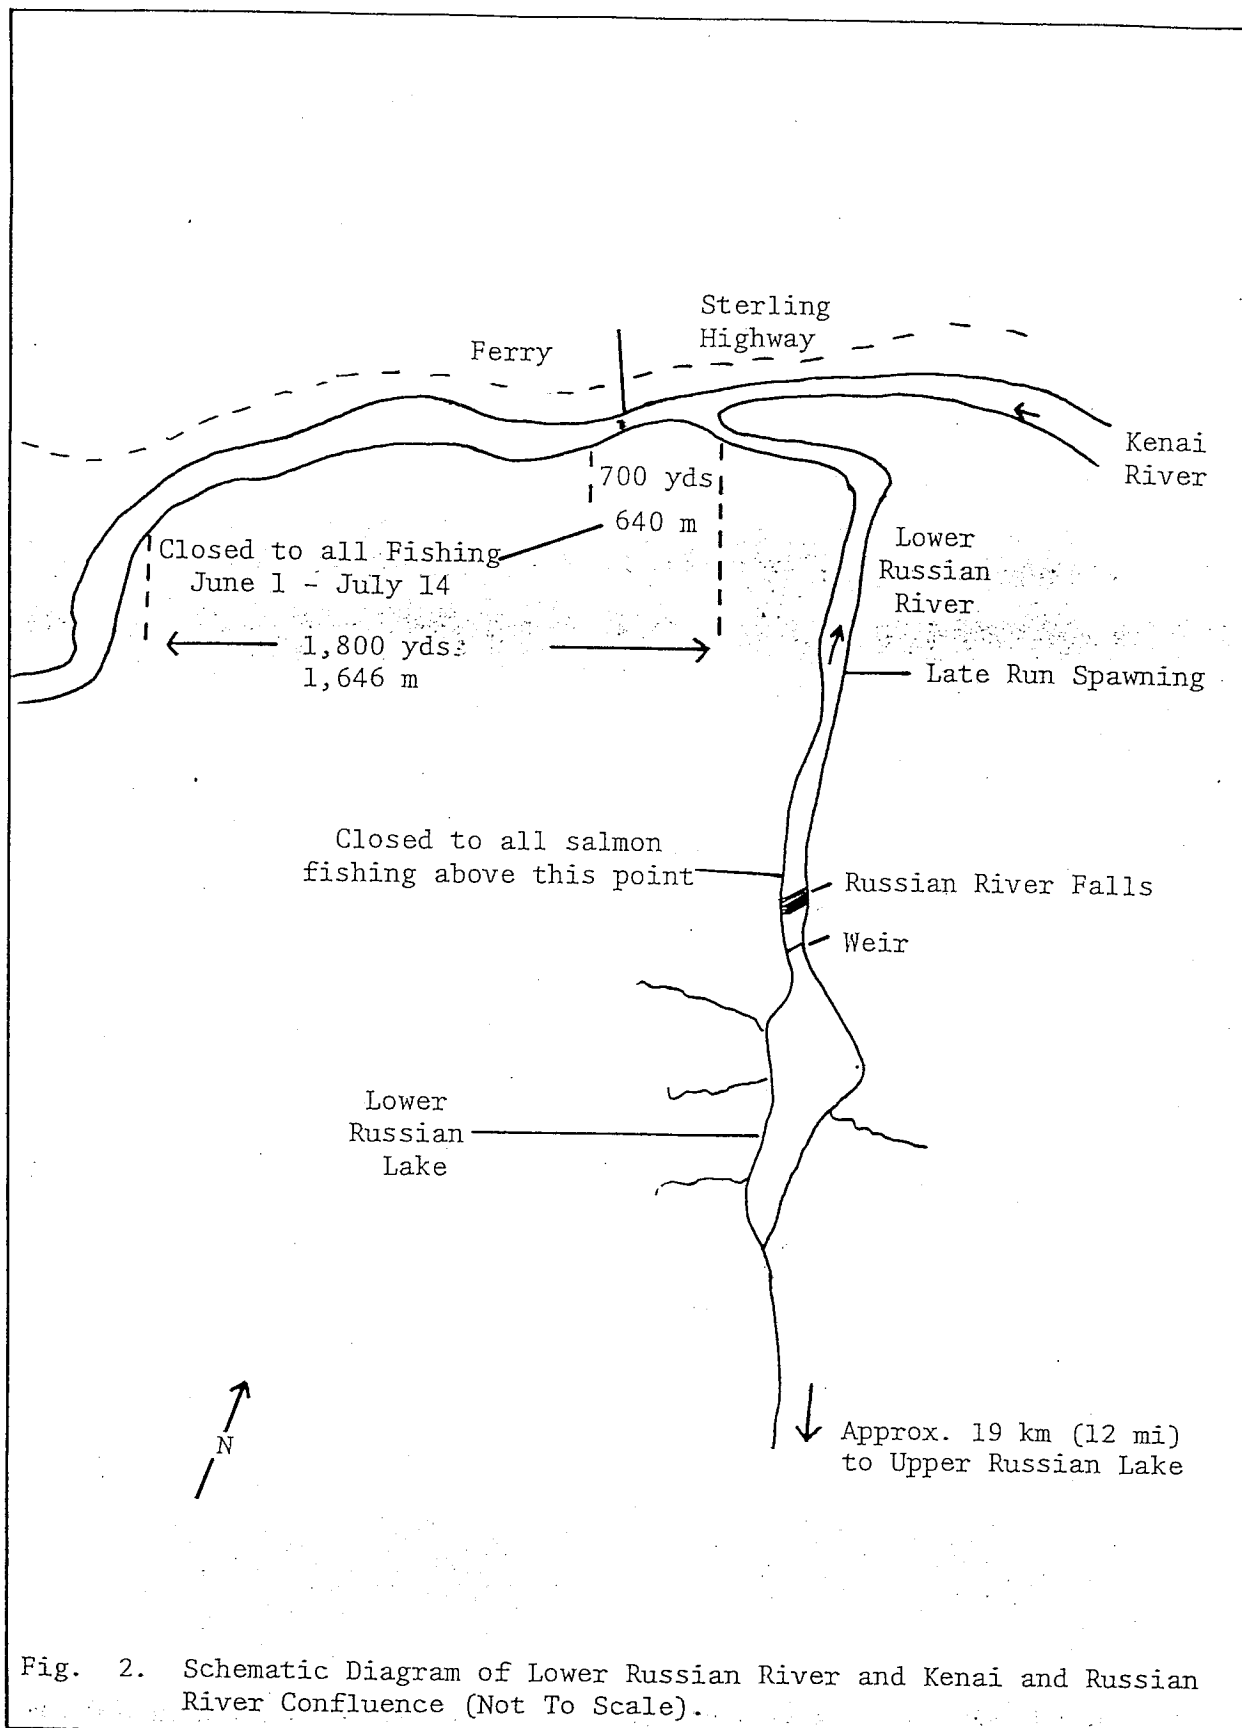 Sterling
Highway
Ferry
Kenai
River
700 yds
640 m
Closed to all Fishing
June 1 - July 14
Lower
Russian
River
1,800 yds.
1,646 m
Late Run Spawning
Closed to all salmon
fishing above this point
Russian River Falls
Weir
Lower
Russian
Lake
N
Approx. 19 km (12 mi)
to Upper Russian Lake
Fig. 2. Schematic Diagram of Lower Russian River and Kenai and Russian
River Confluence (Not To Scale).